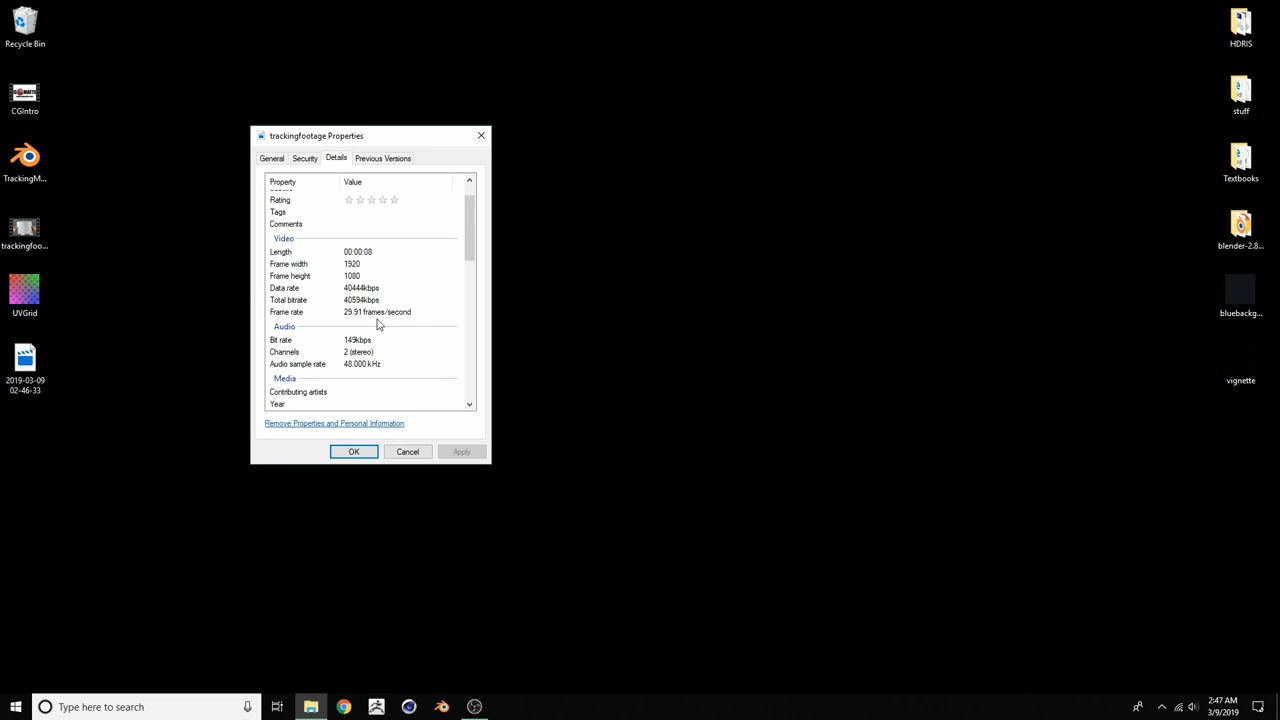 Recycle Bin
CGIntro
TrackingM...
trackingfoo...
UVGrid
2019-03-09
02-46-33
trackingfootage Properties
General Security Details Previous Versions
Property Value
Rating
Tags
Comments
Video
Length 00:00:08
Frame width 1920
Frame height 1080
Data rate 40444kbps
Total bitrate 40594kbps
Frame rate 29.91 frames/second
Audio
Bit rate 149kbps
Channels 2 (stereo)
Audio sample rate 48.000 kHz
Media
Contributing artists
Year
Remove Properties and Personal Information
OK Cancel Apply
HDRIS
stuff
Textbooks
blender-2.8...
bluebackg...
vignette
Type here to search
2:47 AM
3/9/2019